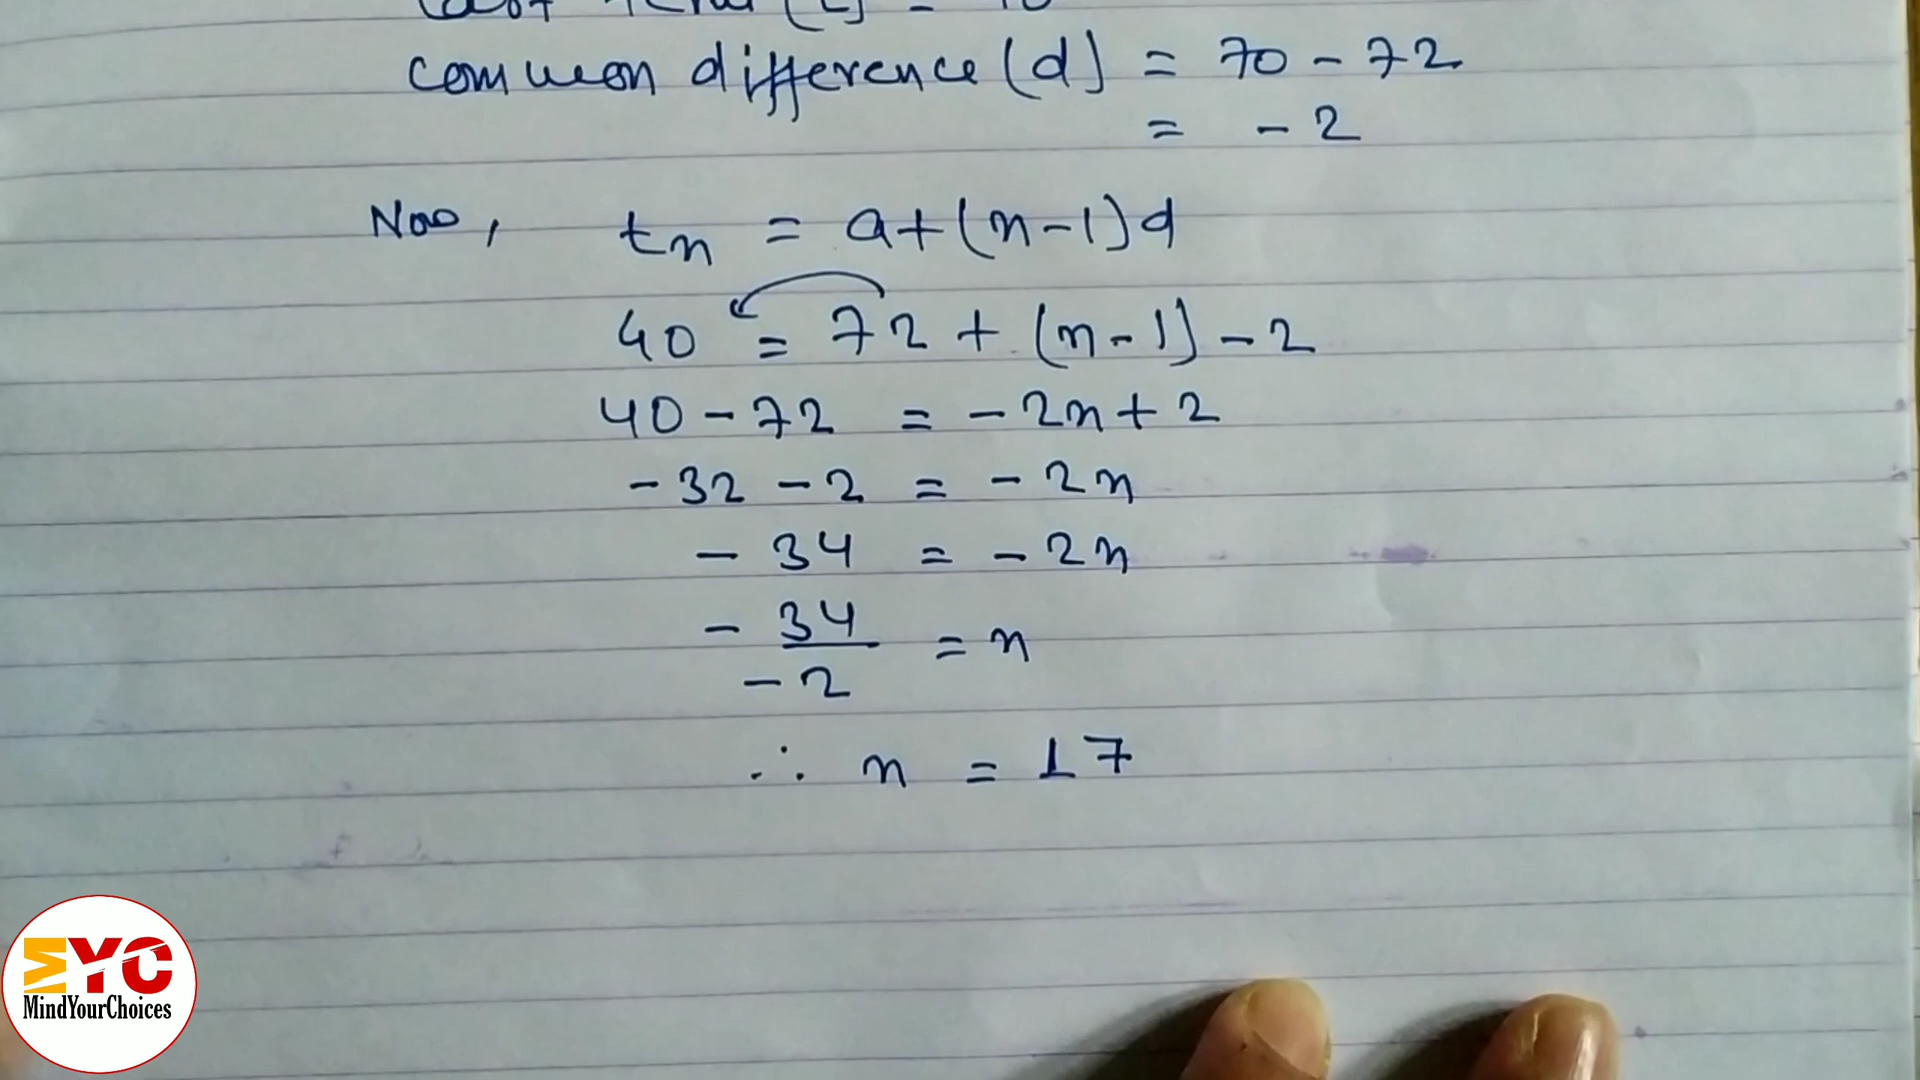 common difference (d) = 70 - 72
= - 2
Now, tn = a + (n - 1) d
40 = 72 + (n - 1) - 2
40 - 72 = - 2n + 2
- 32 - 2 = - 2n
- 34 = - 2n
- 34 / - 2 = n
∴ n = 17
MYC
MindYourChoices